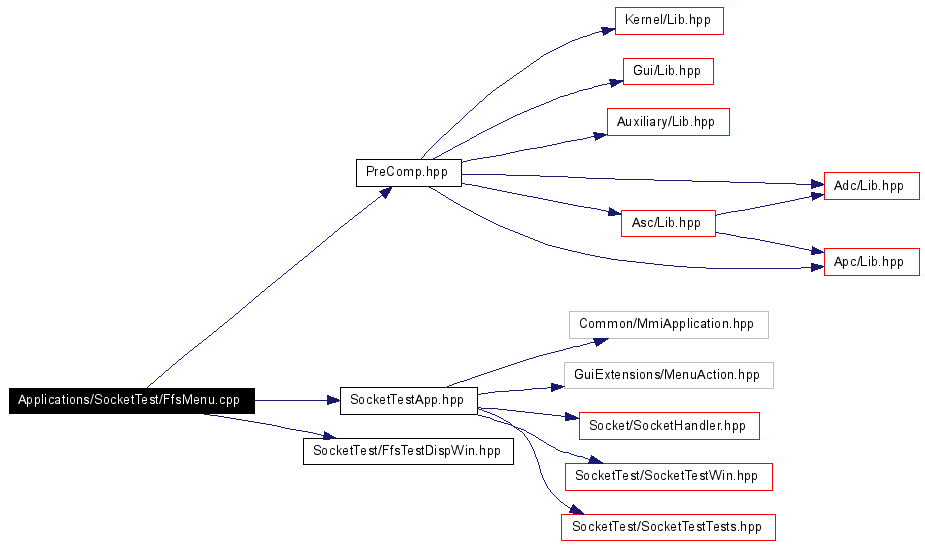 Kernel/Lib.hpp
Gui/Lib.hpp
Auxiliary/Lib.hpp
PreComp.hpp
Adc/Lib.hpp
Asc/Lib.hpp
Apc/Lib.hpp
Common/MmiApplication.hpp
GuiExtensions/MenuAction.hpp
Applications/SocketTest/FfsMenu.cpp
SocketTestApp.hpp
Socket/SocketHandler.hpp
SocketTest/FfsTestDispWin.hpp
SocketTest/SocketTestWin.hpp
SocketTest/SocketTestTests.hpp